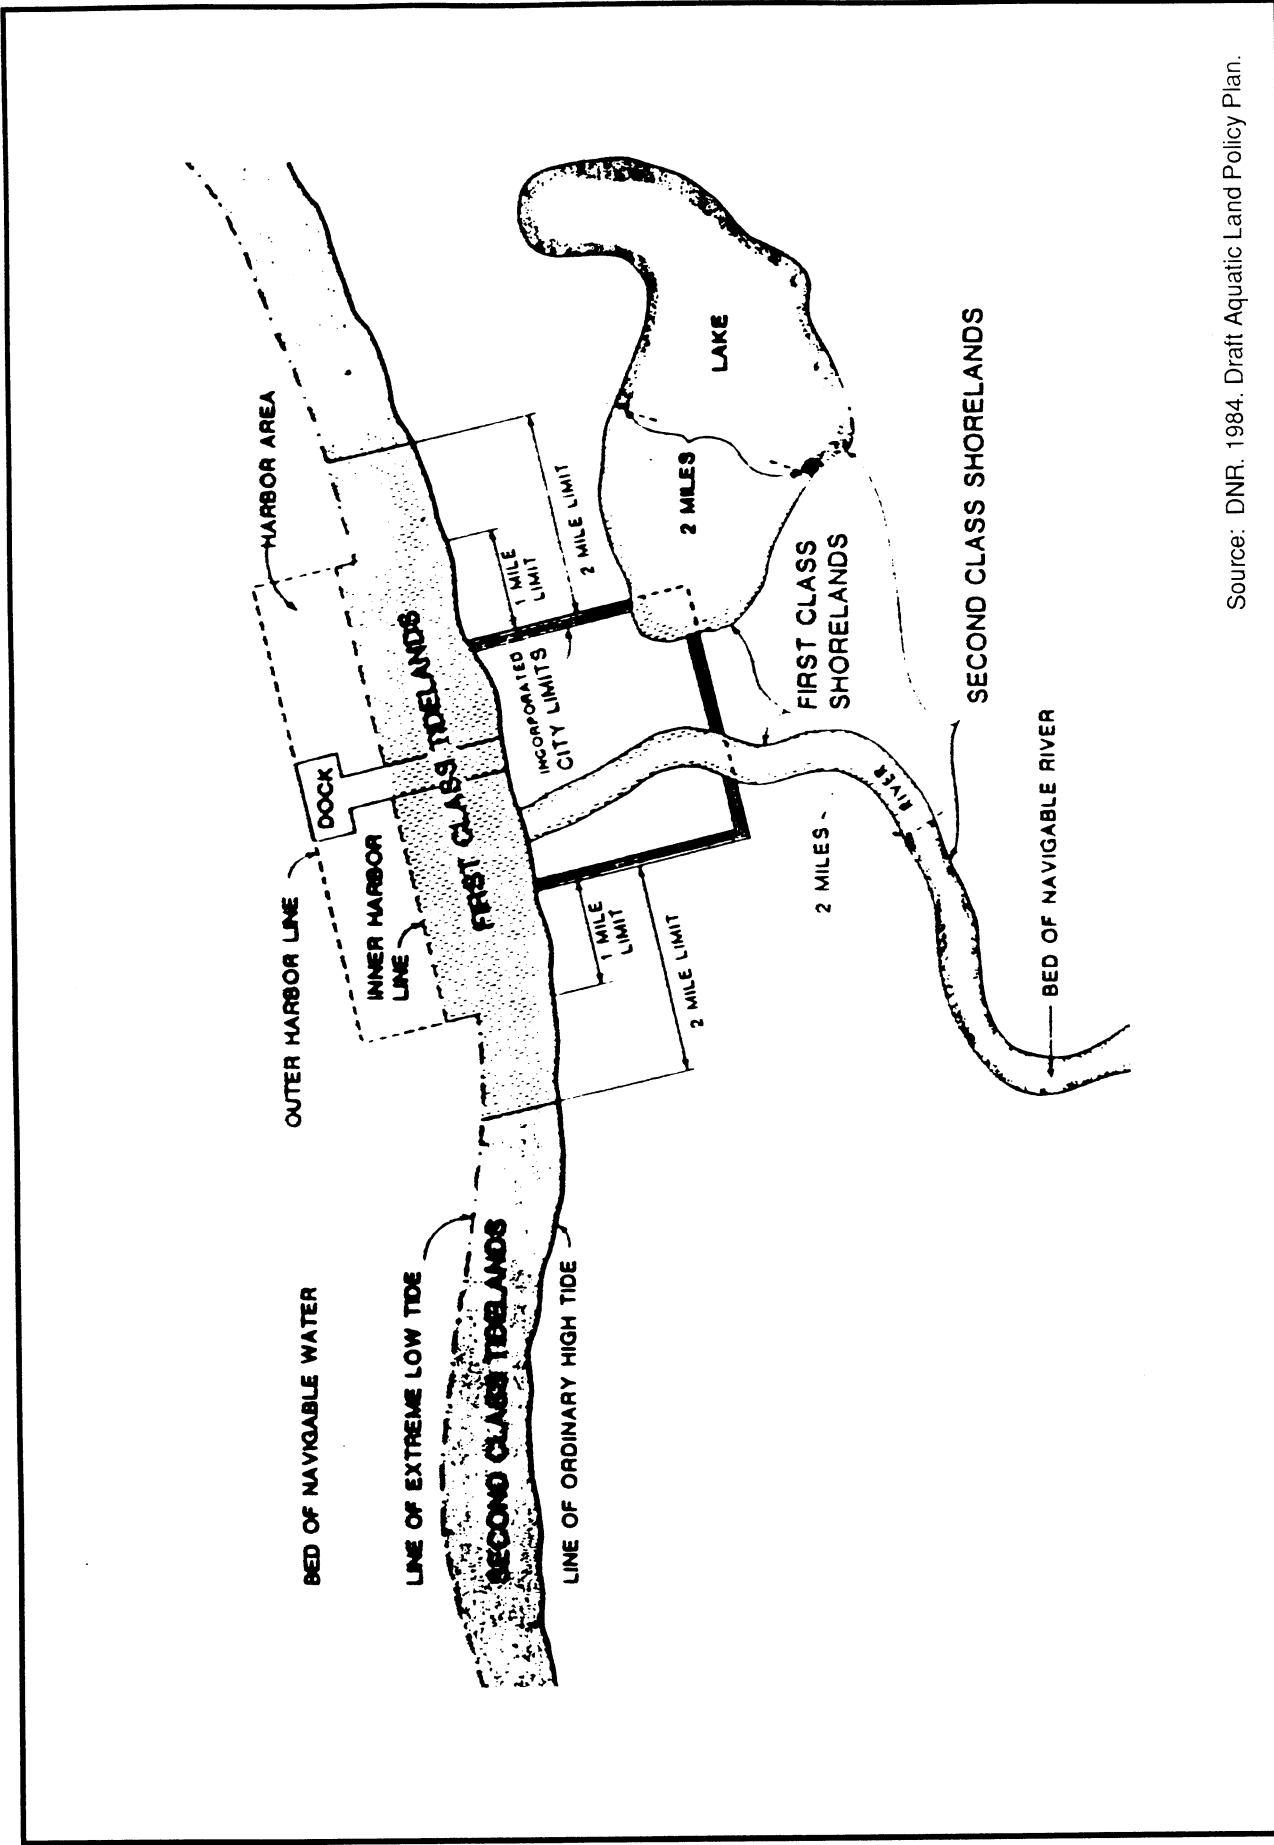 BED OF NAVIGABLE WATER
OUTER HARBOR LINE
HARBOR AREA
DOCK
INNER HARBOR
LINE
LINE OF EXTREME LOW TIDE
FIRST CLASS TIDELANDS
SECOND CLASS TIDELANDS
LINE OF ORDINARY HIGH TIDE
INCORPORATED
CITY LIMITS
1 MILE
LIMIT
2 MILE LIMIT
1 MILE
LIMIT
2 MILE LIMIT
LAKE
2 MILES
FIRST CLASS
SHORELANDS
2 MILES
RIVER
SECOND CLASS SHORELANDS
BED OF NAVIGABLE RIVER
Source: DNR. 1984. Draft Aquatic Land Policy Plan.